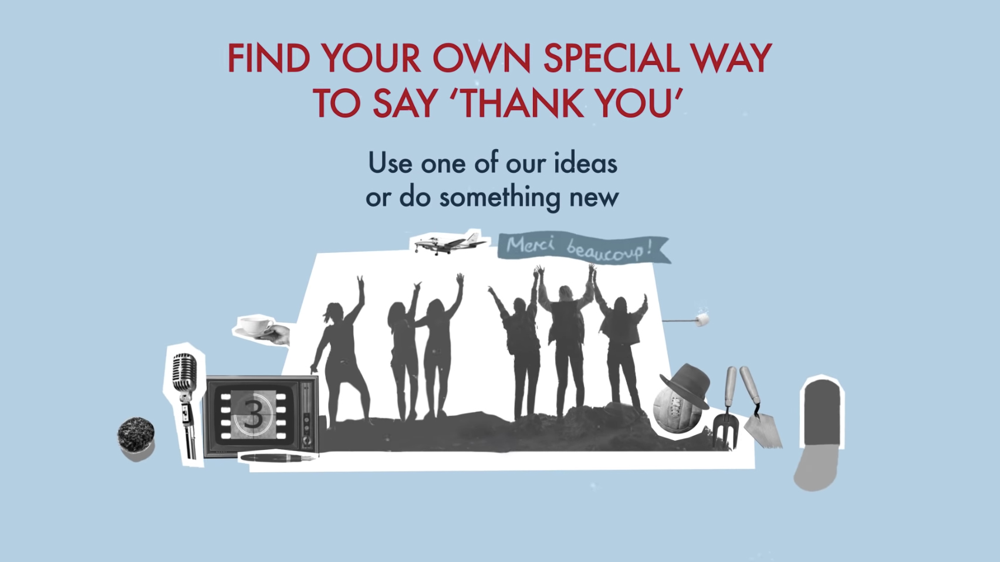 FIND YOUR OWN SPECIAL WAY
TO SAY ‘THANK YOU’
Use one of our ideas
or do something new
Merci beaucoup!
3